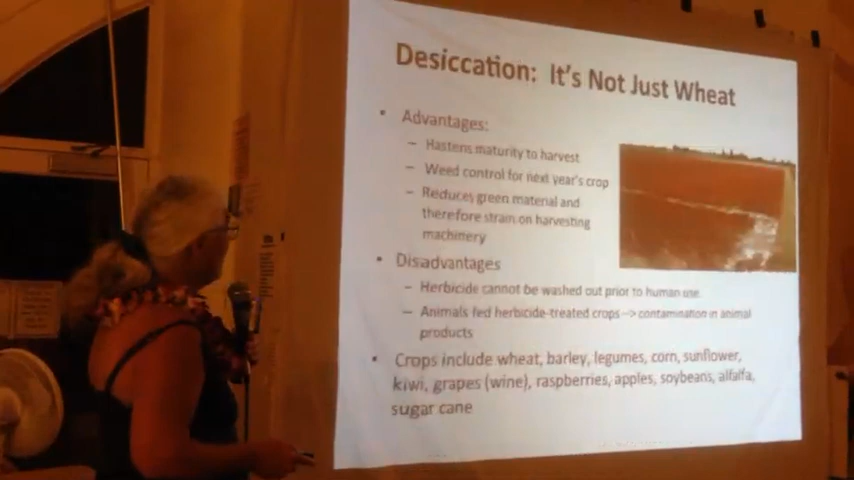 Desiccation: It's Not Just Wheat
• Advantages:
– Hastens maturity to harvest
– Weed control for next year's crop
– Reduces green material and
therefore strain on harvesting
machinery
• Disadvantages
– Herbicide cannot be washed out prior to human use.
– Animals fed herbicide-treated crops --> contamination in animal
products
• Crops include wheat, barley, legumes, corn, sunflower,
kiwi, grapes (wine), raspberries, apples, soybeans, alfalfa,
sugar cane